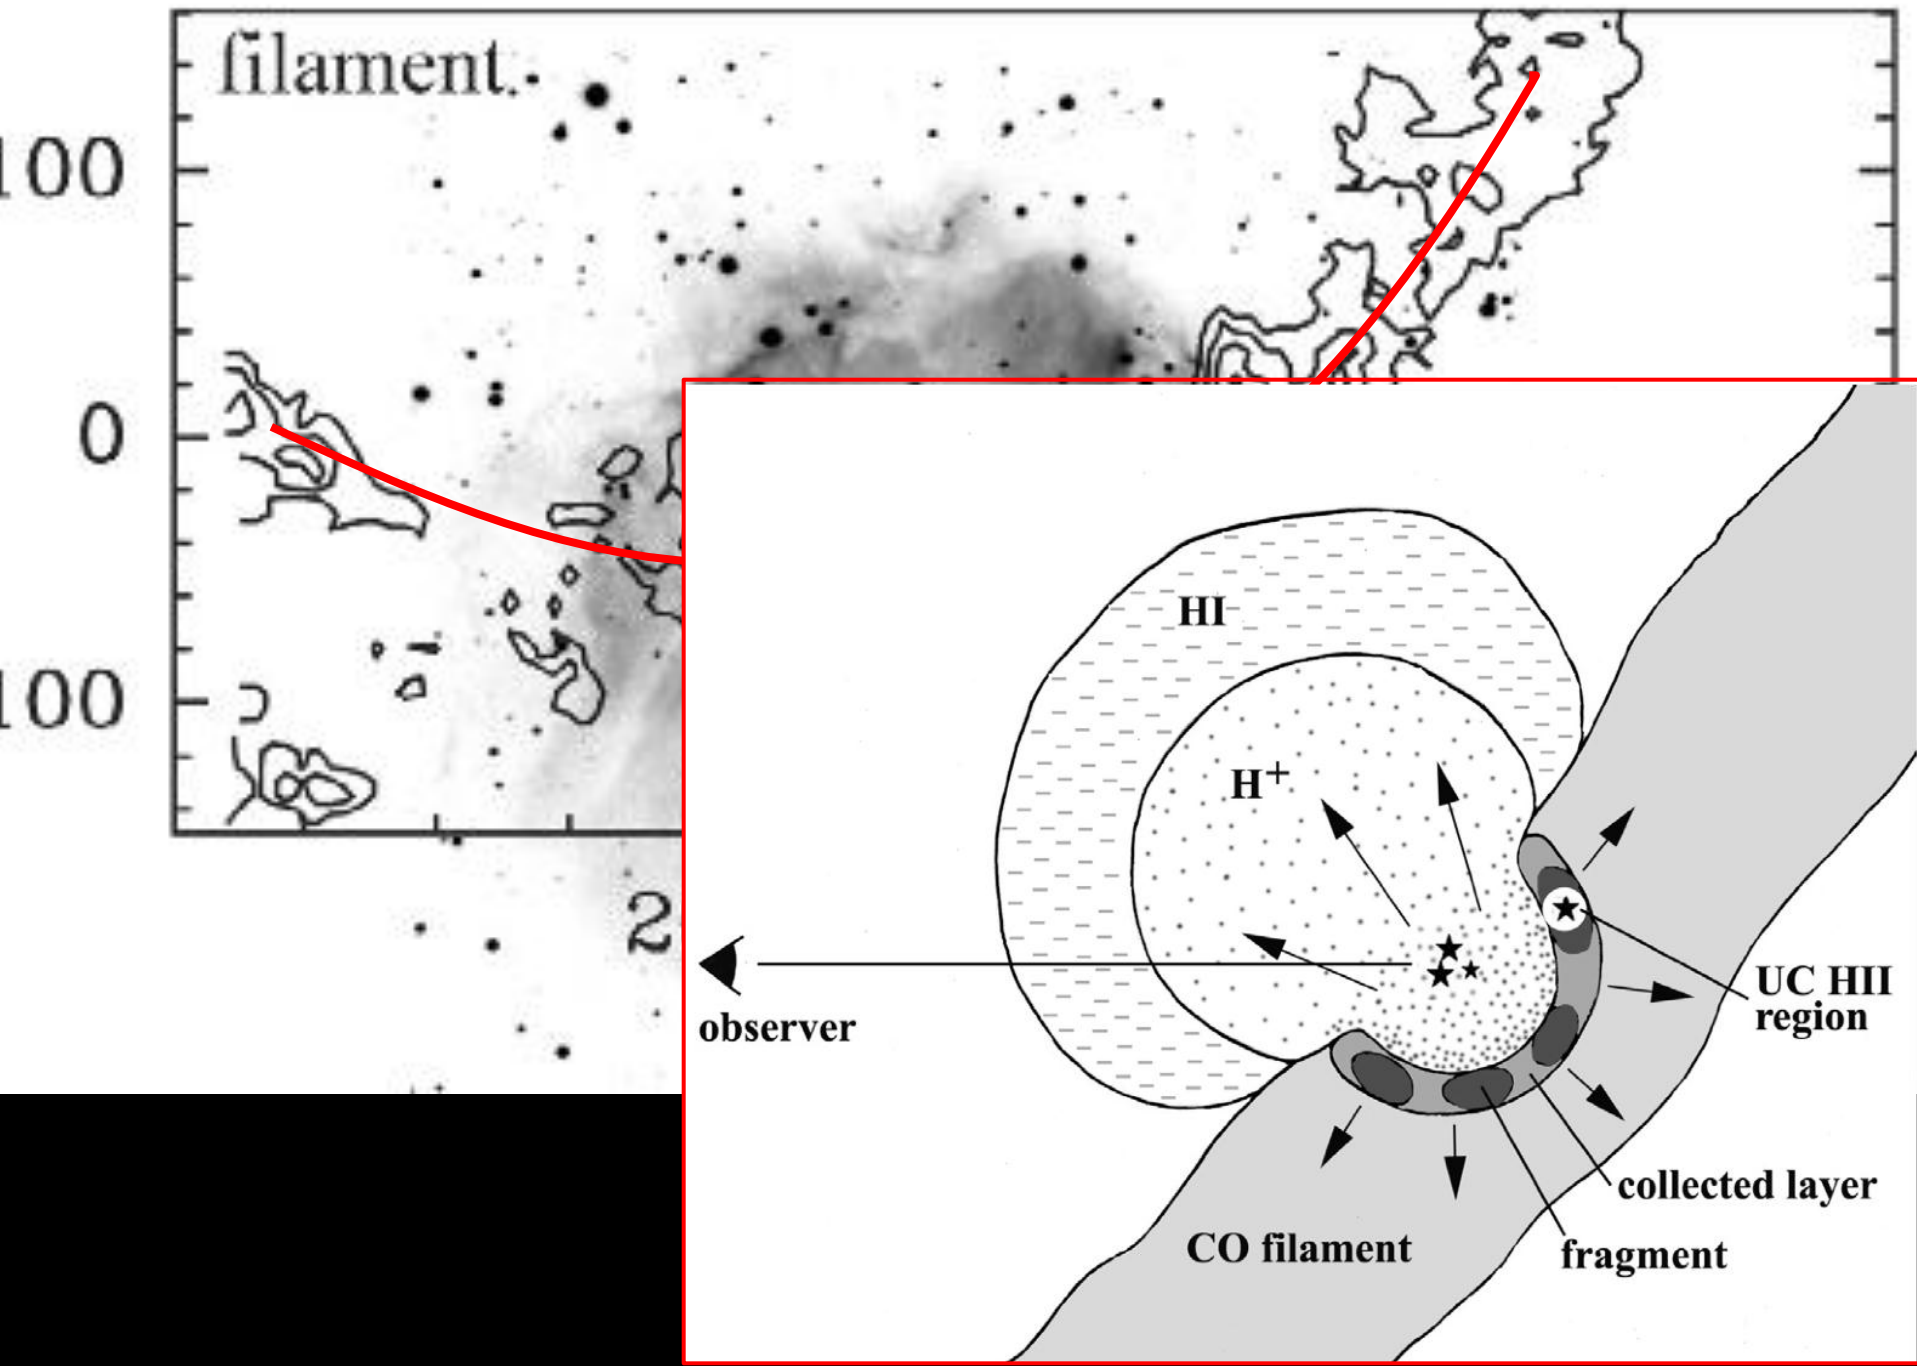 filament
100
0
100
2
HI
H+
observer
UC HII
region
collected layer
CO filament
fragment